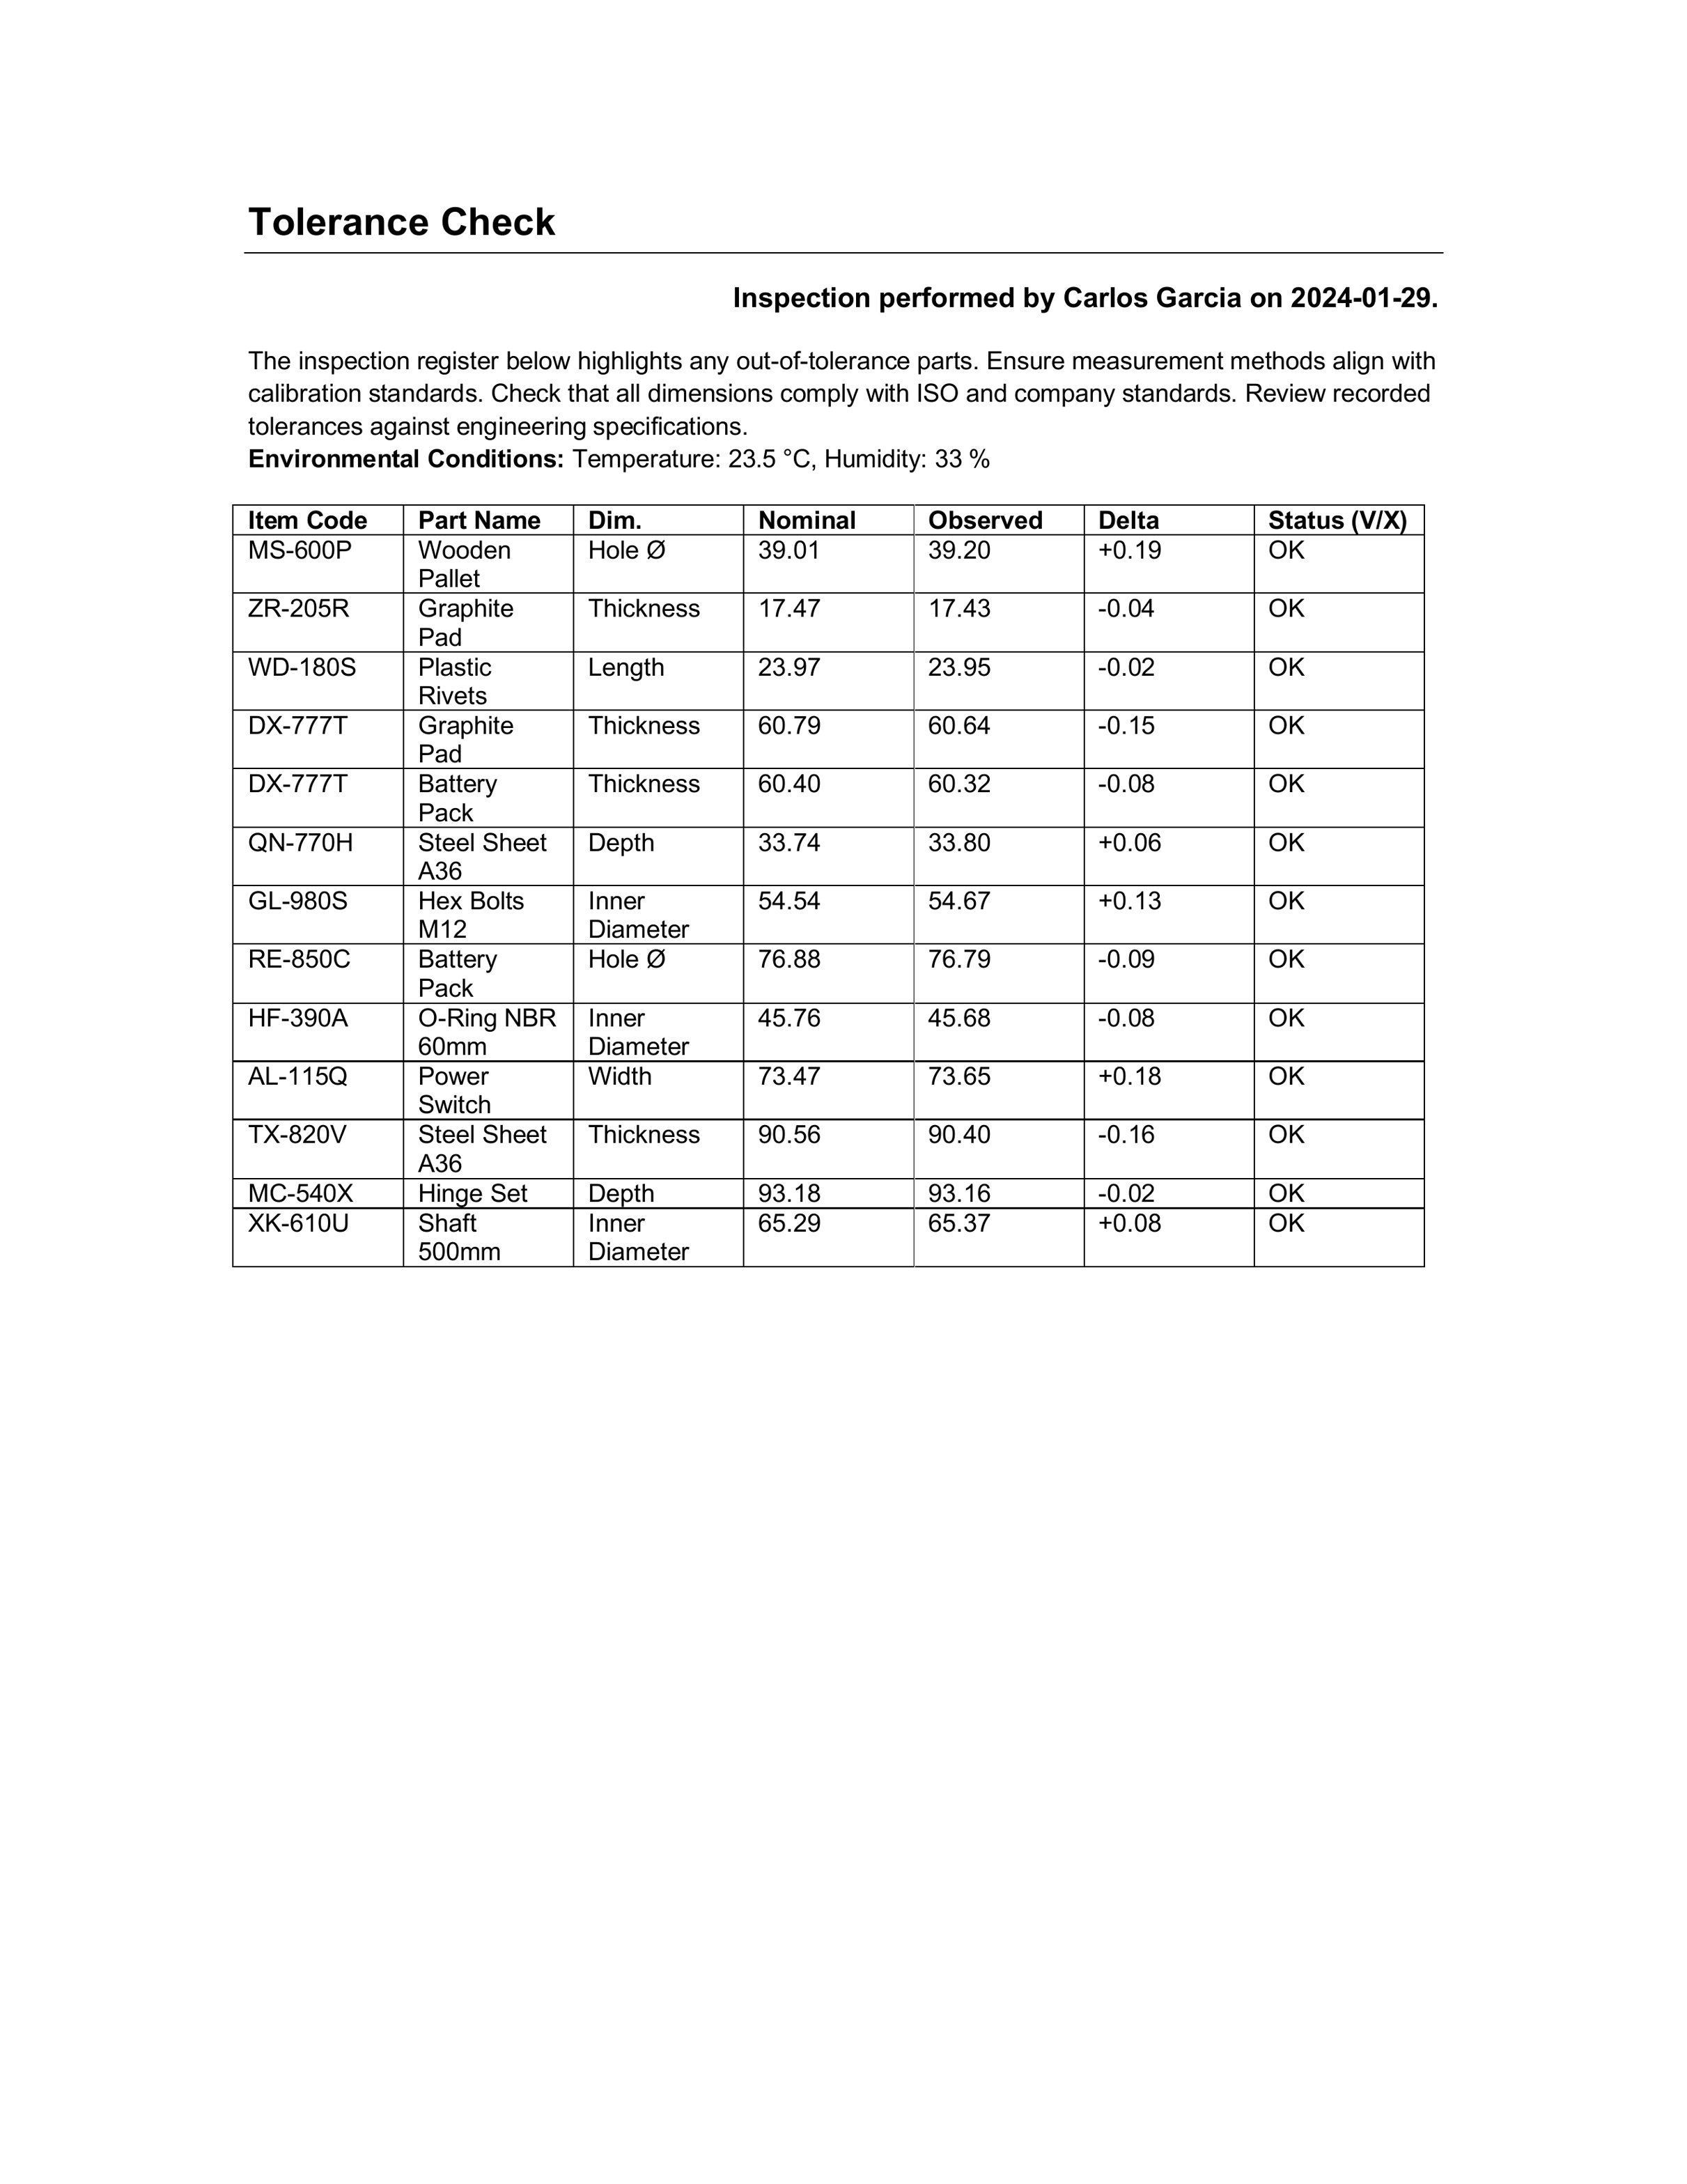 Tolerance Check
Inspection performed by Carlos Garcia on 2024-01-29.
The inspection register below highlights any out-of-tolerance parts. Ensure measurement methods align with
calibration standards. Check that all dimensions comply with ISO and company standards. Review recorded
tolerances against engineering specifications.
Environmental Conditions: Temperature: 23.5 °C, Humidity: 33 %
Item Code Part Name Dim. Nominal Observed Delta Status (V/X)
MS-600P Wooden Hole Ø 39.01 39.20 +0.19 OK
Pallet
ZR-205R Graphite Thickness 17.47 17.43 -0.04 OK
Pad
WD-180S Plastic Length 23.97 23.95 -0.02 OK
Rivets
DX-777T Graphite Thickness 60.79 60.64 -0.15 OK
Pad
DX-777T Battery Thickness 60.40 60.32 -0.08 OK
Pack
QN-770H Steel Sheet Depth 33.74 33.80 +0.06 OK
A36
GL-980S Hex Bolts Inner 54.54 54.67 +0.13 OK
M12 Diameter
RE-850C Battery Hole Ø 76.88 76.79 -0.09 OK
Pack
HF-390A O-Ring NBR Inner 45.76 45.68 -0.08 OK
60mm Diameter
AL-115Q Power Width 73.47 73.65 +0.18 OK
Switch
TX-820V Steel Sheet Thickness 90.56 90.40 -0.16 OK
A36
MC-540X Hinge Set Depth 93.18 93.16 -0.02 OK
XK-610U Shaft Inner 65.29 65.37 +0.08 OK
500mm Diameter